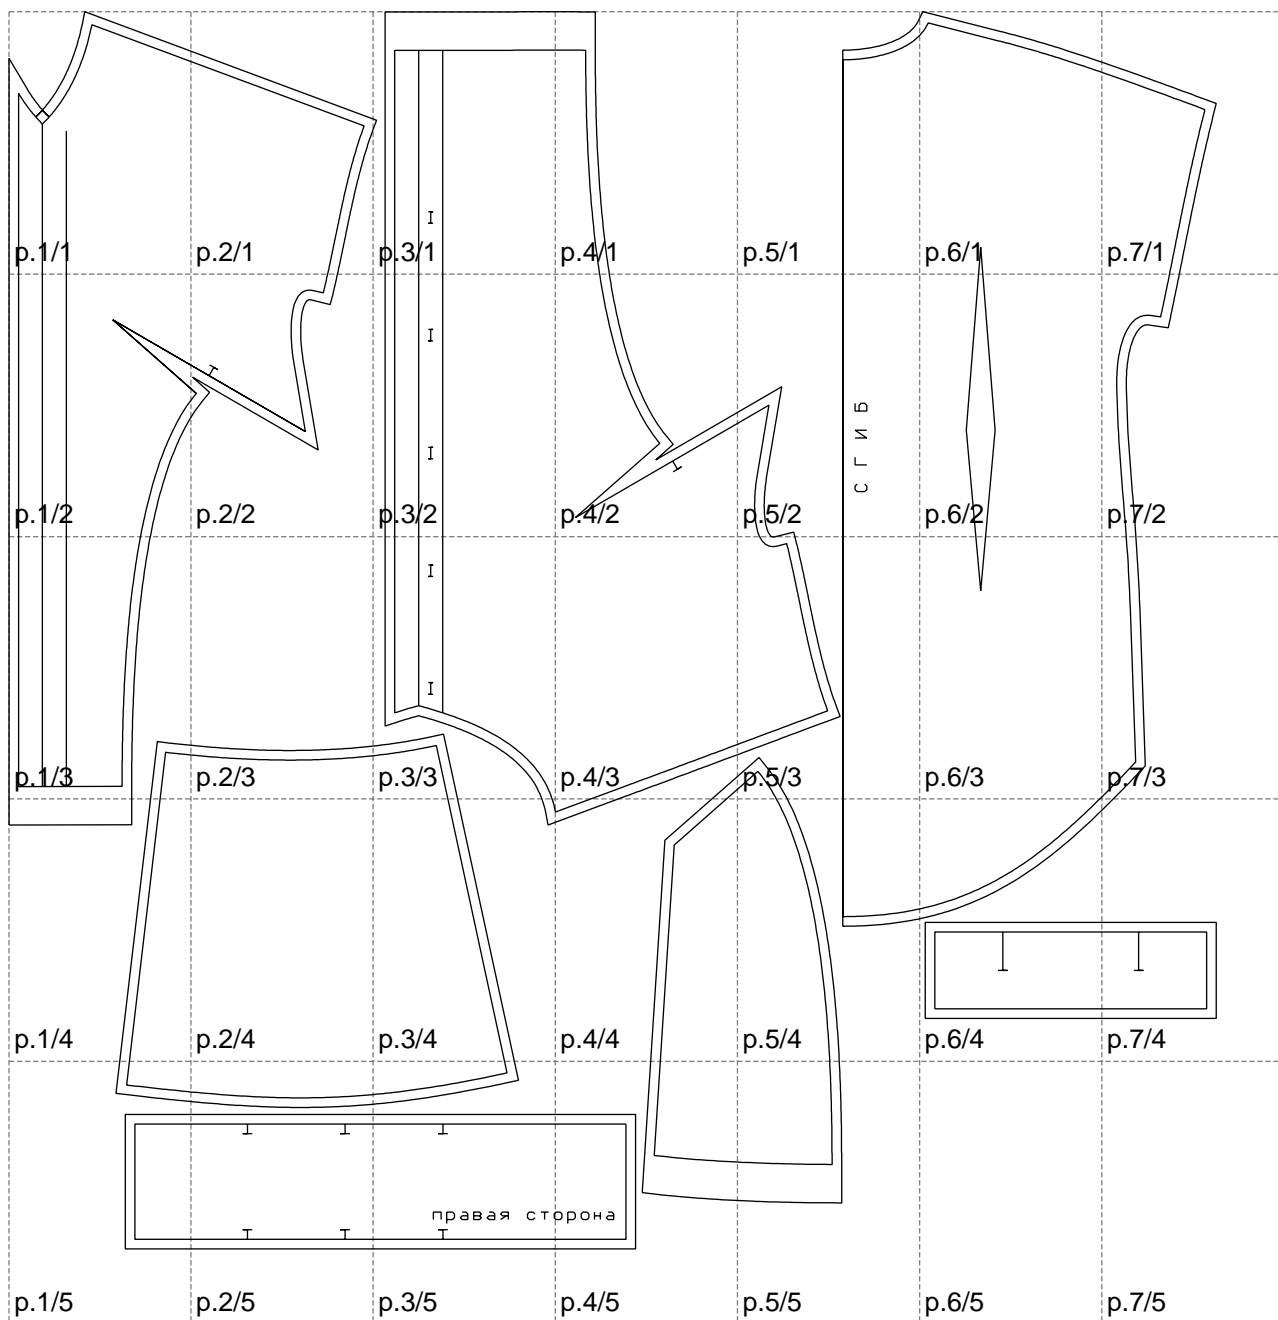 p.1/1 p.2/1 p.3/1 p.4/1 p.5/1 p.6/1 p.7/1
СГИБ
p.1/2 p.2/2 p.3/2 p.4/2 p.5/2 p.6/2 p.7/2
p.1/3 p.2/3 p.3/3 p.4/3 p.5/3 p.6/3 p.7/3
p.1/4 p.2/4 p.3/4 p.4/4 p.5/4 p.6/4 p.7/4
правая сторона
p.1/5 p.2/5 p.3/5 p.4/5 p.5/5 p.6/5 p.7/5